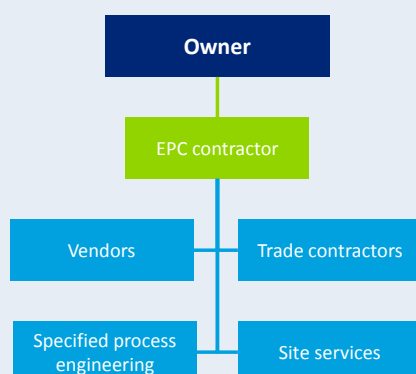 Owner
EPC contractor
Vendors
Trade contractors
Specified process
engineering
Site services